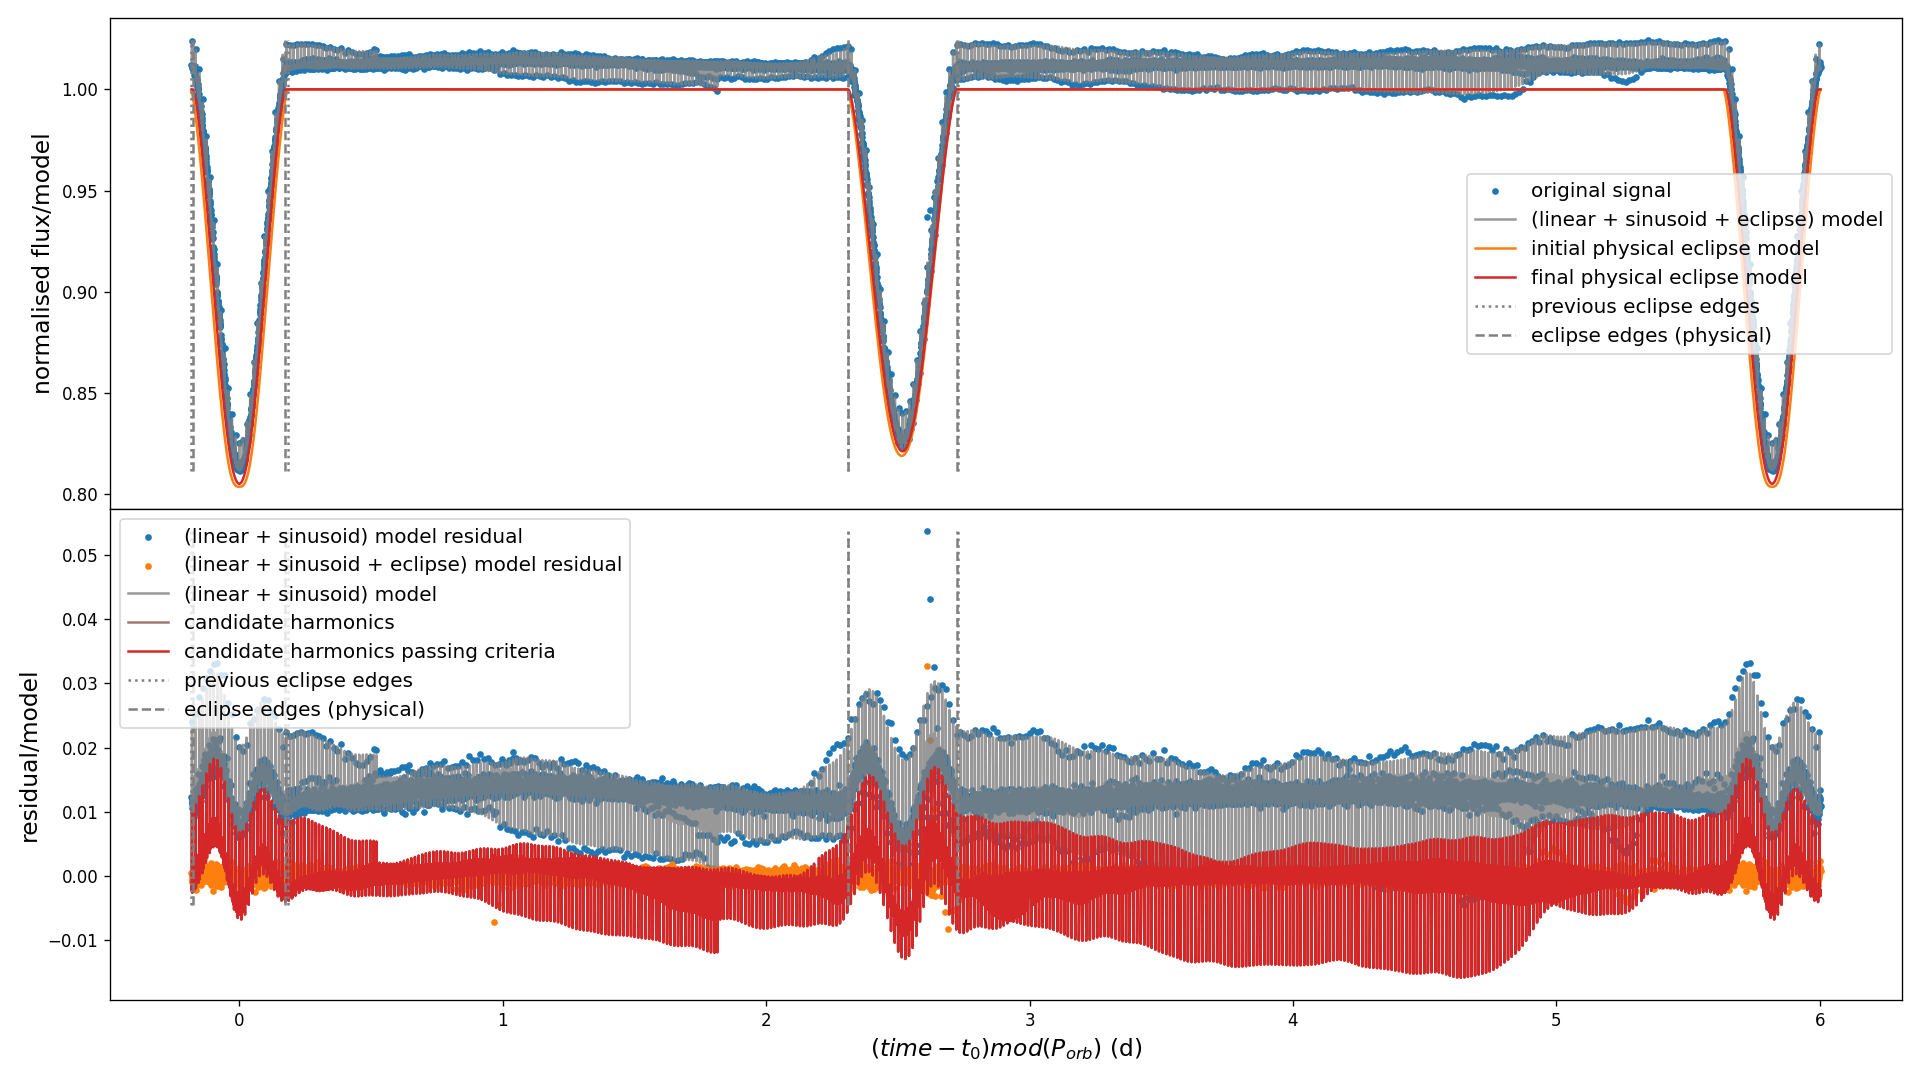 normalised flux/model
1.00
0.95
0.90
0.85
0.80
original signal
(linear + sinusoid + eclipse) model
initial physical eclipse model
final physical eclipse model
previous eclipse edges
eclipse edges (physical)
residual/model
0.05
0.04
0.03
0.02
0.01
0.00
−0.01
(linear + sinusoid) model residual
(linear + sinusoid + eclipse) model residual
(linear + sinusoid) model
candidate harmonics
candidate harmonics passing criteria
previous eclipse edges
eclipse edges (physical)
0 1 2 3 4 5 6
(time − t₀)mod(Pₒᵣb) (d)